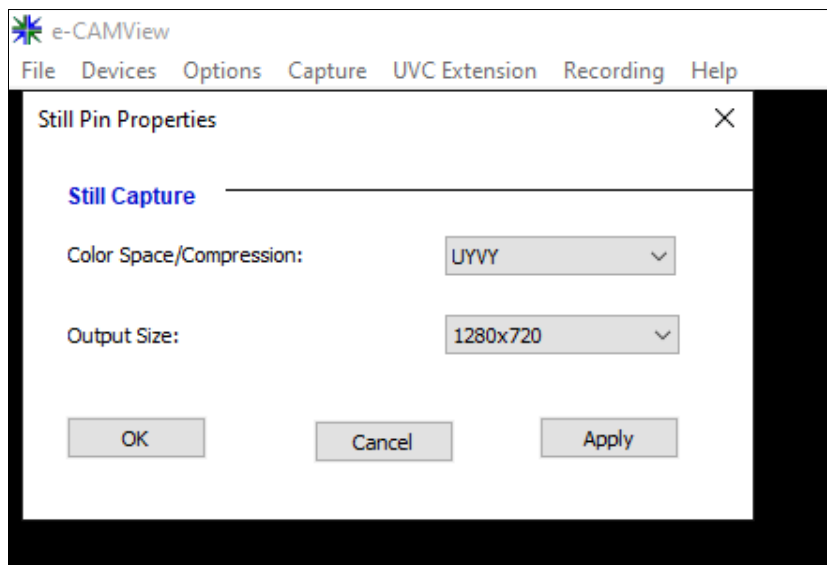 e-CAMView
File Devices Options Capture UVC Extension Recording Help
Still Pin Properties
Still Capture
Color Space/Compression: UYVY
Output Size: 1280x720
OK Cancel Apply